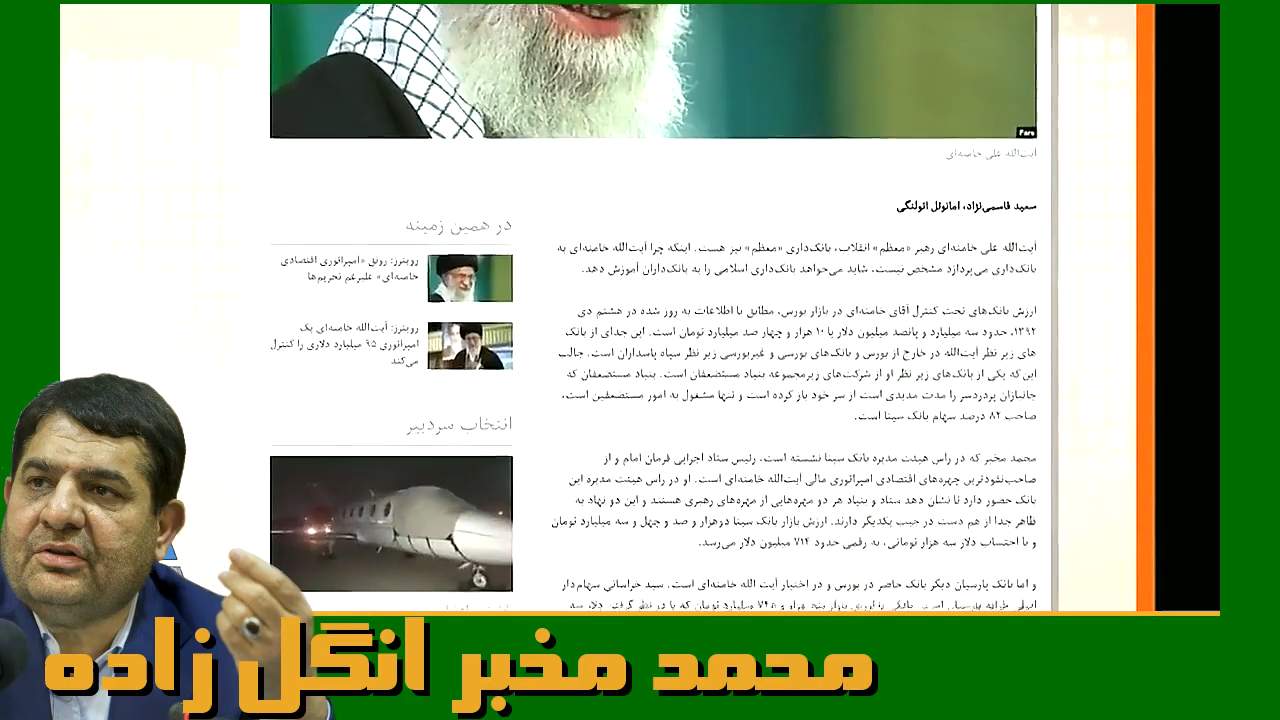 Fars
آیت‌الله علی خامنه‌ای
سعید قاسمی‌نژاد، امانوئل اتولنگی
آیت‌الله علی خامنه‌ای رهبر «معظم» انقلاب، بانک‌داری «معظم» نیز هست. اینکه چرا آیت‌الله خامنه‌ای به
بانک‌داری می‌پردازد مشخص نیست، شاید می‌خواهد بانک‌داری اسلامی را به بانک‌داران آموزش دهد.
ارزش بانک‌های تحت کنترل آقای خامنه‌ای در بازار بورس، مطابق با اطلاعات به روز شده در هشتم دی
۱۳۹۲، حدود سه میلیارد و پانصد میلیون دلار یا ۱۰ هزار و چهار صد میلیارد تومان است. این جدای از بانک
های زیر نظر آیت‌الله در خارج از بورس و بانک‌های بورسی و غیربورسی زیر نظر سپاه پاسداران است. جالب
این‌که یکی از بانک‌های زیر نظر او از شرکت‌های زیرمجموعه بنیاد مستضعفان است. بنیاد مستضعفان که
جانبازان پردردسر را مدت مدیدی است از سر خود باز کرده است و تنها مشغول به امور مستضعفین است،
صاحب ۸۲ درصد سهام بانک سینا است.
محمد مخبر که در راس هیئت مدیره بانک سینا نشسته است، رئیس ستاد اجرایی فرمان امام و از
صاحب‌نفوذترین چهره‌های اقتصادی امپراتوری مالی آیت‌الله خامنه‌ای است. او در راس هیئت مدیره این
بانک حضور دارد تا نشان دهد ستاد و بنیاد هر دو مهره‌هایی از مهره‌های رهبری هستند و این دو نهاد به
ظاهر جدا از هم دست در جیب یکدیگر دارند. ارزش بازار بانک سینا دوهزار و صد و چهل و سه میلیارد تومان
و با احتساب دلار سه هزار تومانی، به رقمی حدود ۷۱۴ میلیون دلار می‌رسد.
و اما بانک پارسیان دیگر بانک حاضر در بورس و در اختیار آیت الله خامنه‌ای است. سید خراسانی سهام‌دار
در همین زمینه
رویترز: رونق «امپراتوری اقتصادی
خامنه‌ای» علیرغم تحریم‌ها
رویترز: آیت‌الله خامنه‌ای یک
امپراتوری ۹۵ میلیارد دلاری را کنترل
می‌کند
انتخاب سردبیر
محمد مخبر انگل زاده